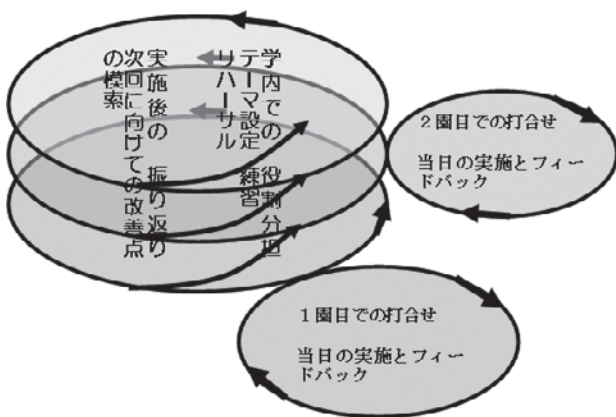 学内での　役割分担
テーマ設定　練習
リハーサル
実施後の　振り返り
次回に向けての改善点
の模索
2園目での打合せ
当日の実施とフィー
ドバック
1園目での打合せ
当日の実施とフィー
ドバック